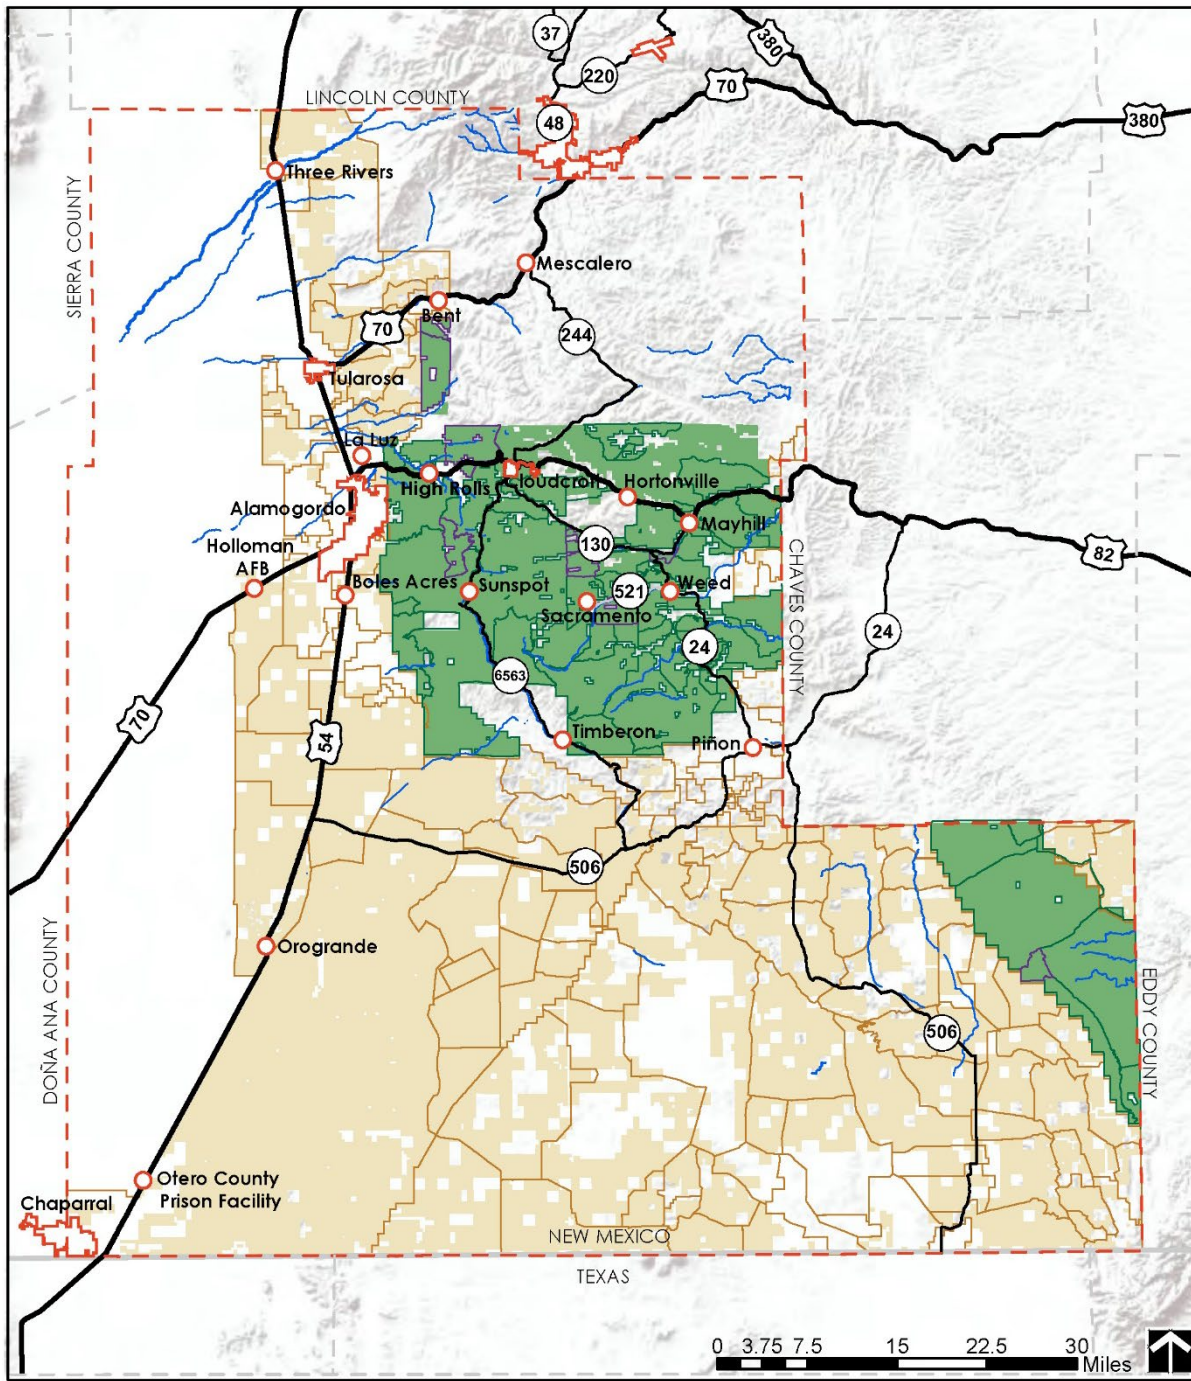 37
380
220
70
LINCOLN COUNTY
48
380
Three Rivers
SIERRA COUNTY
Mescalero
Bent
70
244
Tularosa
La Luz
High Rolls
loudcroft
Hortonville
Alamogordo
Mayhill
Holloman
AFB
130
CHAVES COUNTY
82
Boles Acres
Sunspot
521
Weed
Sacramento
24
24
6563
70
54
Timberon
Piñon
506
Orogrande
DOÑA ANA COUNTY
EDDY COUNTY
506
Otero County
Prison Facility
Chaparral
NEW MEXICO
TEXAS
0 3.75 7.5 15 22.5 30
Miles